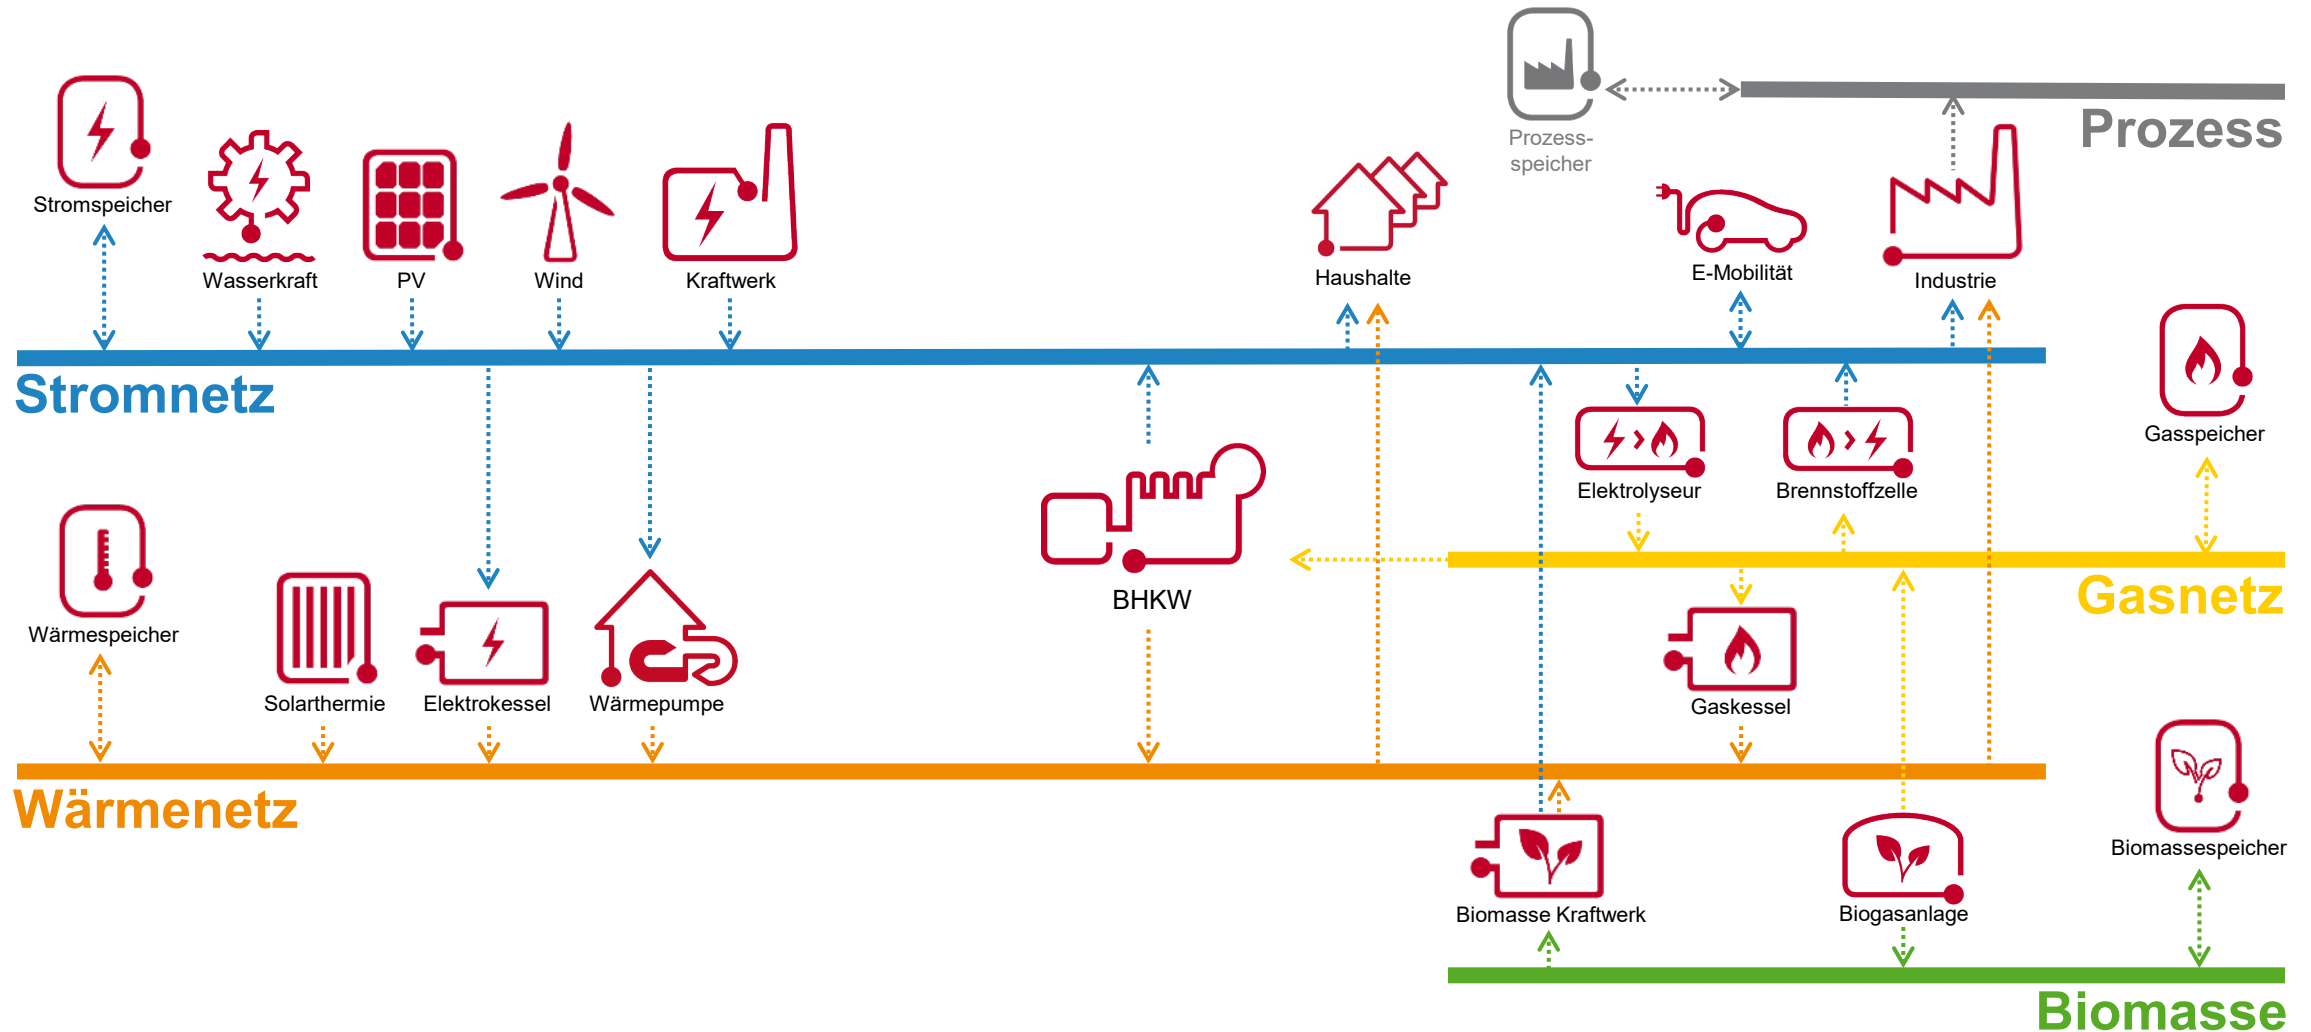 Prozess-
speicher
Prozess
Stromspeicher
Wasserkraft
PV
Wind
Kraftwerk
Haushalte
E-Mobilität
Industrie
Stromnetz
Gasspeicher
Elektrolyseur
Brennstoffzelle
BHKW
Gasnetz
Wärmespeicher
Solarthermie
Elektrokessel
Wärmepumpe
Gaskessel
Wärmenetz
Biomassespeicher
Biomasse Kraftwerk
Biogasanlage
Biomasse